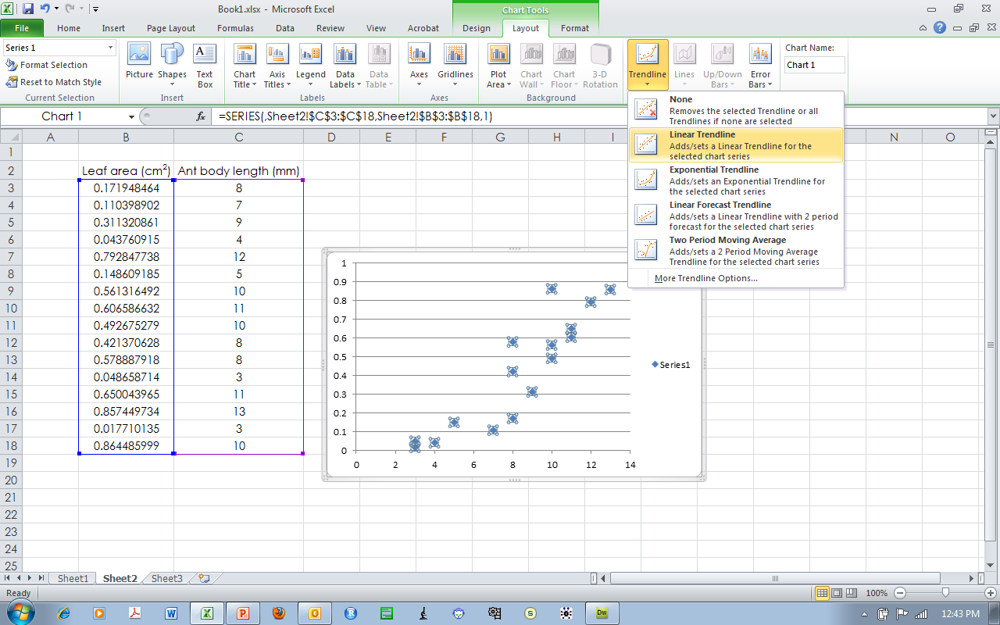 Book1.xlsx - Microsoft Excel
Chart Tools
File Home Insert Page Layout Formulas Data Review View Acrobat Design Layout Format
Series 1
Format Selection
Reset to Match Style
Current Selection
Picture Shapes Text Box
Insert
Chart Title Axis Titles Legend Data Labels Data Table
Labels
Axes Gridlines
Axes
Plot Area Chart Wall Chart Floor 3-D Rotation
Background
Trendline Lines Up/Down Bars Error Bars
Chart Name:
Chart 1
None
Removes the selected Trendline or all
Trendlines if none are selected
Linear Trendline
Adds/sets a Linear Trendline for the
selected chart series
Exponential Trendline
Adds/sets an Exponential Trendline for
the selected chart series
Linear Forecast Trendline
Adds/sets a Linear Trendline with 2 period
forecast for the selected chart series
Two Period Moving Average
Adds/sets a 2 Period Moving Average
Trendline for the selected chart series
More Trendline Options...
Chart 1 fx =SERIES(,Sheet2!$C$3:$C$18,Sheet2!$B$3:$B$18,1)
A B C D E F G H I N O
1
2 Leaf area (cm²) Ant body length (mm)
3 0.171948464 8
4 0.110398902 7
5 0.311320861 9
6 0.043760915 4
7 0.792847738 12
8 0.148609185 5
9 0.561316492 10
10 0.606586632 11
11 0.492675279 10
12 0.421370628 8
13 0.578887918 8
14 0.048658714 3
15 0.650043965 11
16 0.857449734 13
17 0.017710135 3
18 0.864485999 10
19
20
21
22
23
24
25
1
0.9
0.8
0.7
0.6
0.5
0.4
0.3
0.2
0.1
0
0 2 4 6 8 10 12 14
Series1
Sheet1 Sheet2 Sheet3
Ready 100%
W X P O R S Dw 12:43 PM